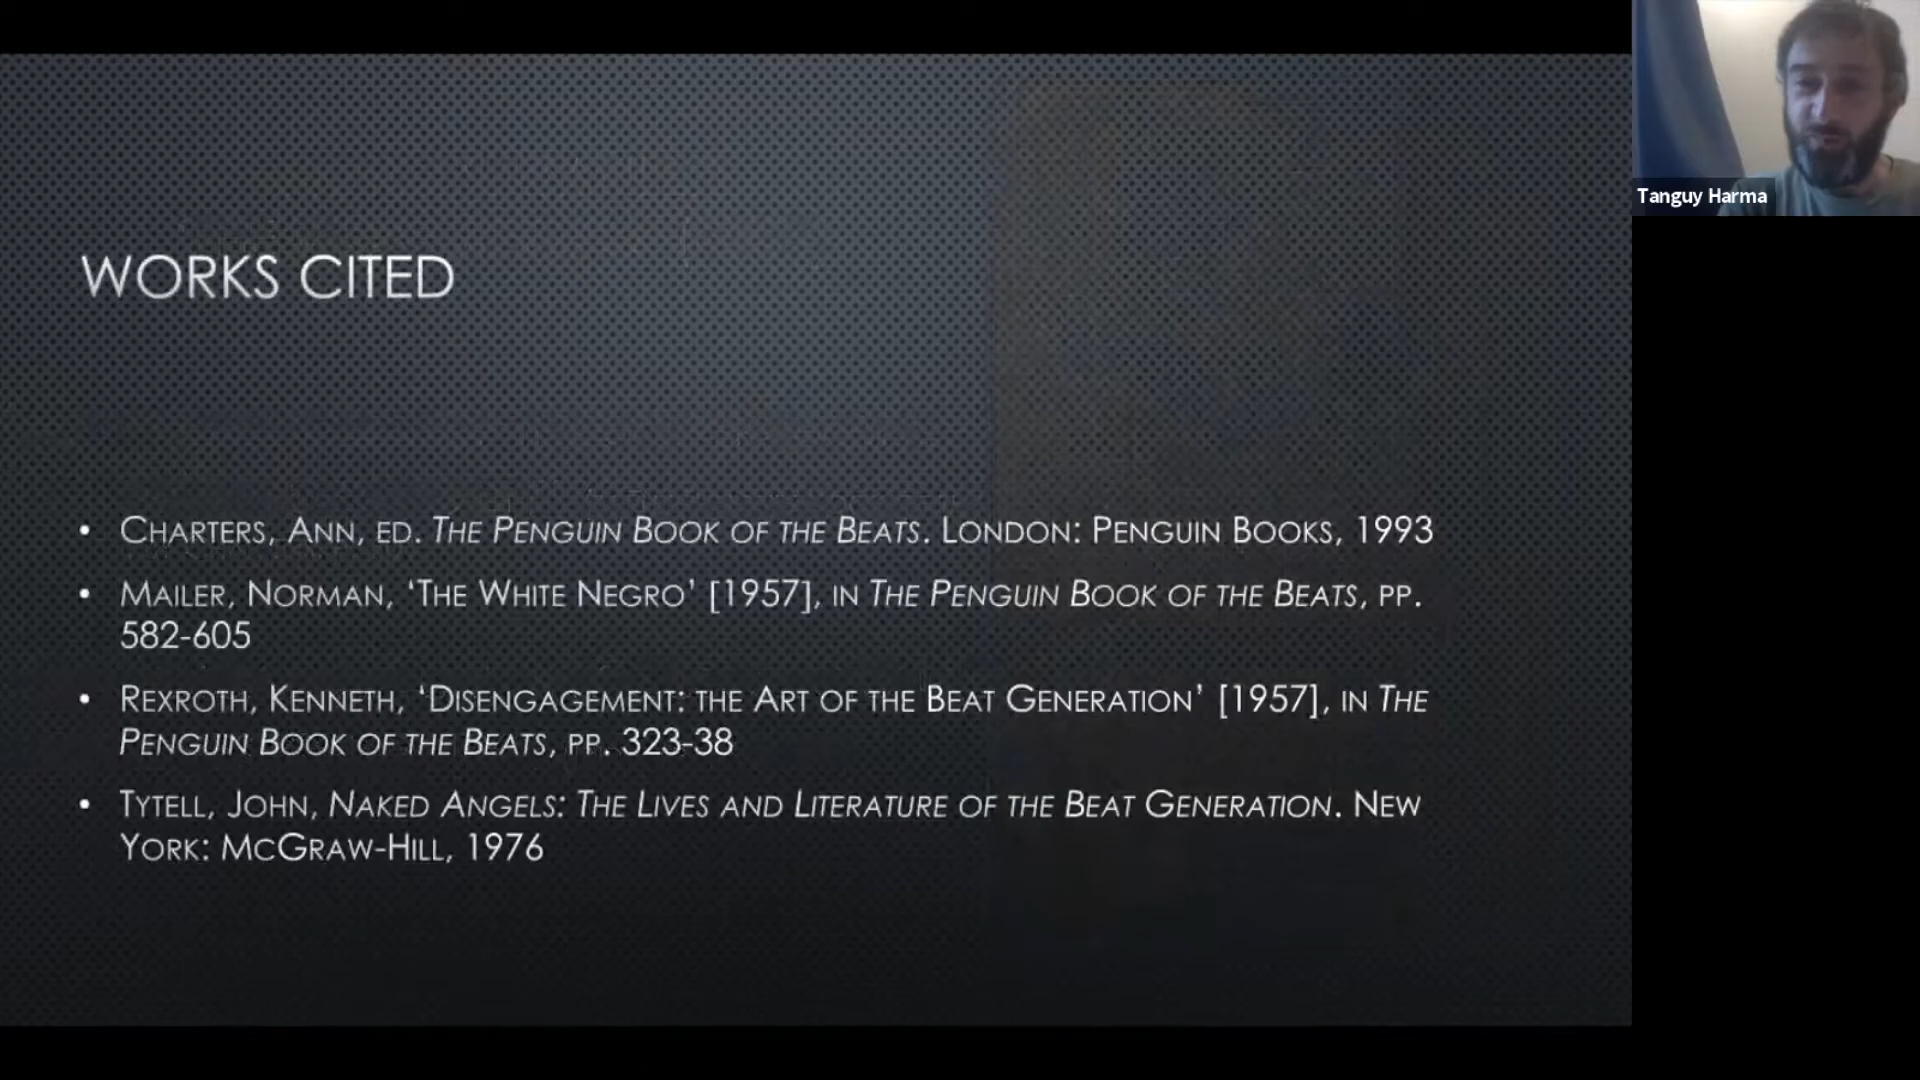 Tanguy Harma
WORKS CITED
• CHARTERS, ANN, ED. THE PENGUIN BOOK OF THE BEATS. LONDON: PENGUIN BOOKS, 1993
• MAILER, NORMAN, ‘THE WHITE NEGRO’ [1957], IN THE PENGUIN BOOK OF THE BEATS, PP.
582-605
• REXROTH, KENNETH, ‘DISENGAGEMENT: THE ART OF THE BEAT GENERATION’ [1957], IN THE
PENGUIN BOOK OF THE BEATS, PP. 323-38
• TYTELL, JOHN, NAKED ANGELS: THE LIVES AND LITERATURE OF THE BEAT GENERATION. NEW
YORK: MCGRAW-HILL, 1976